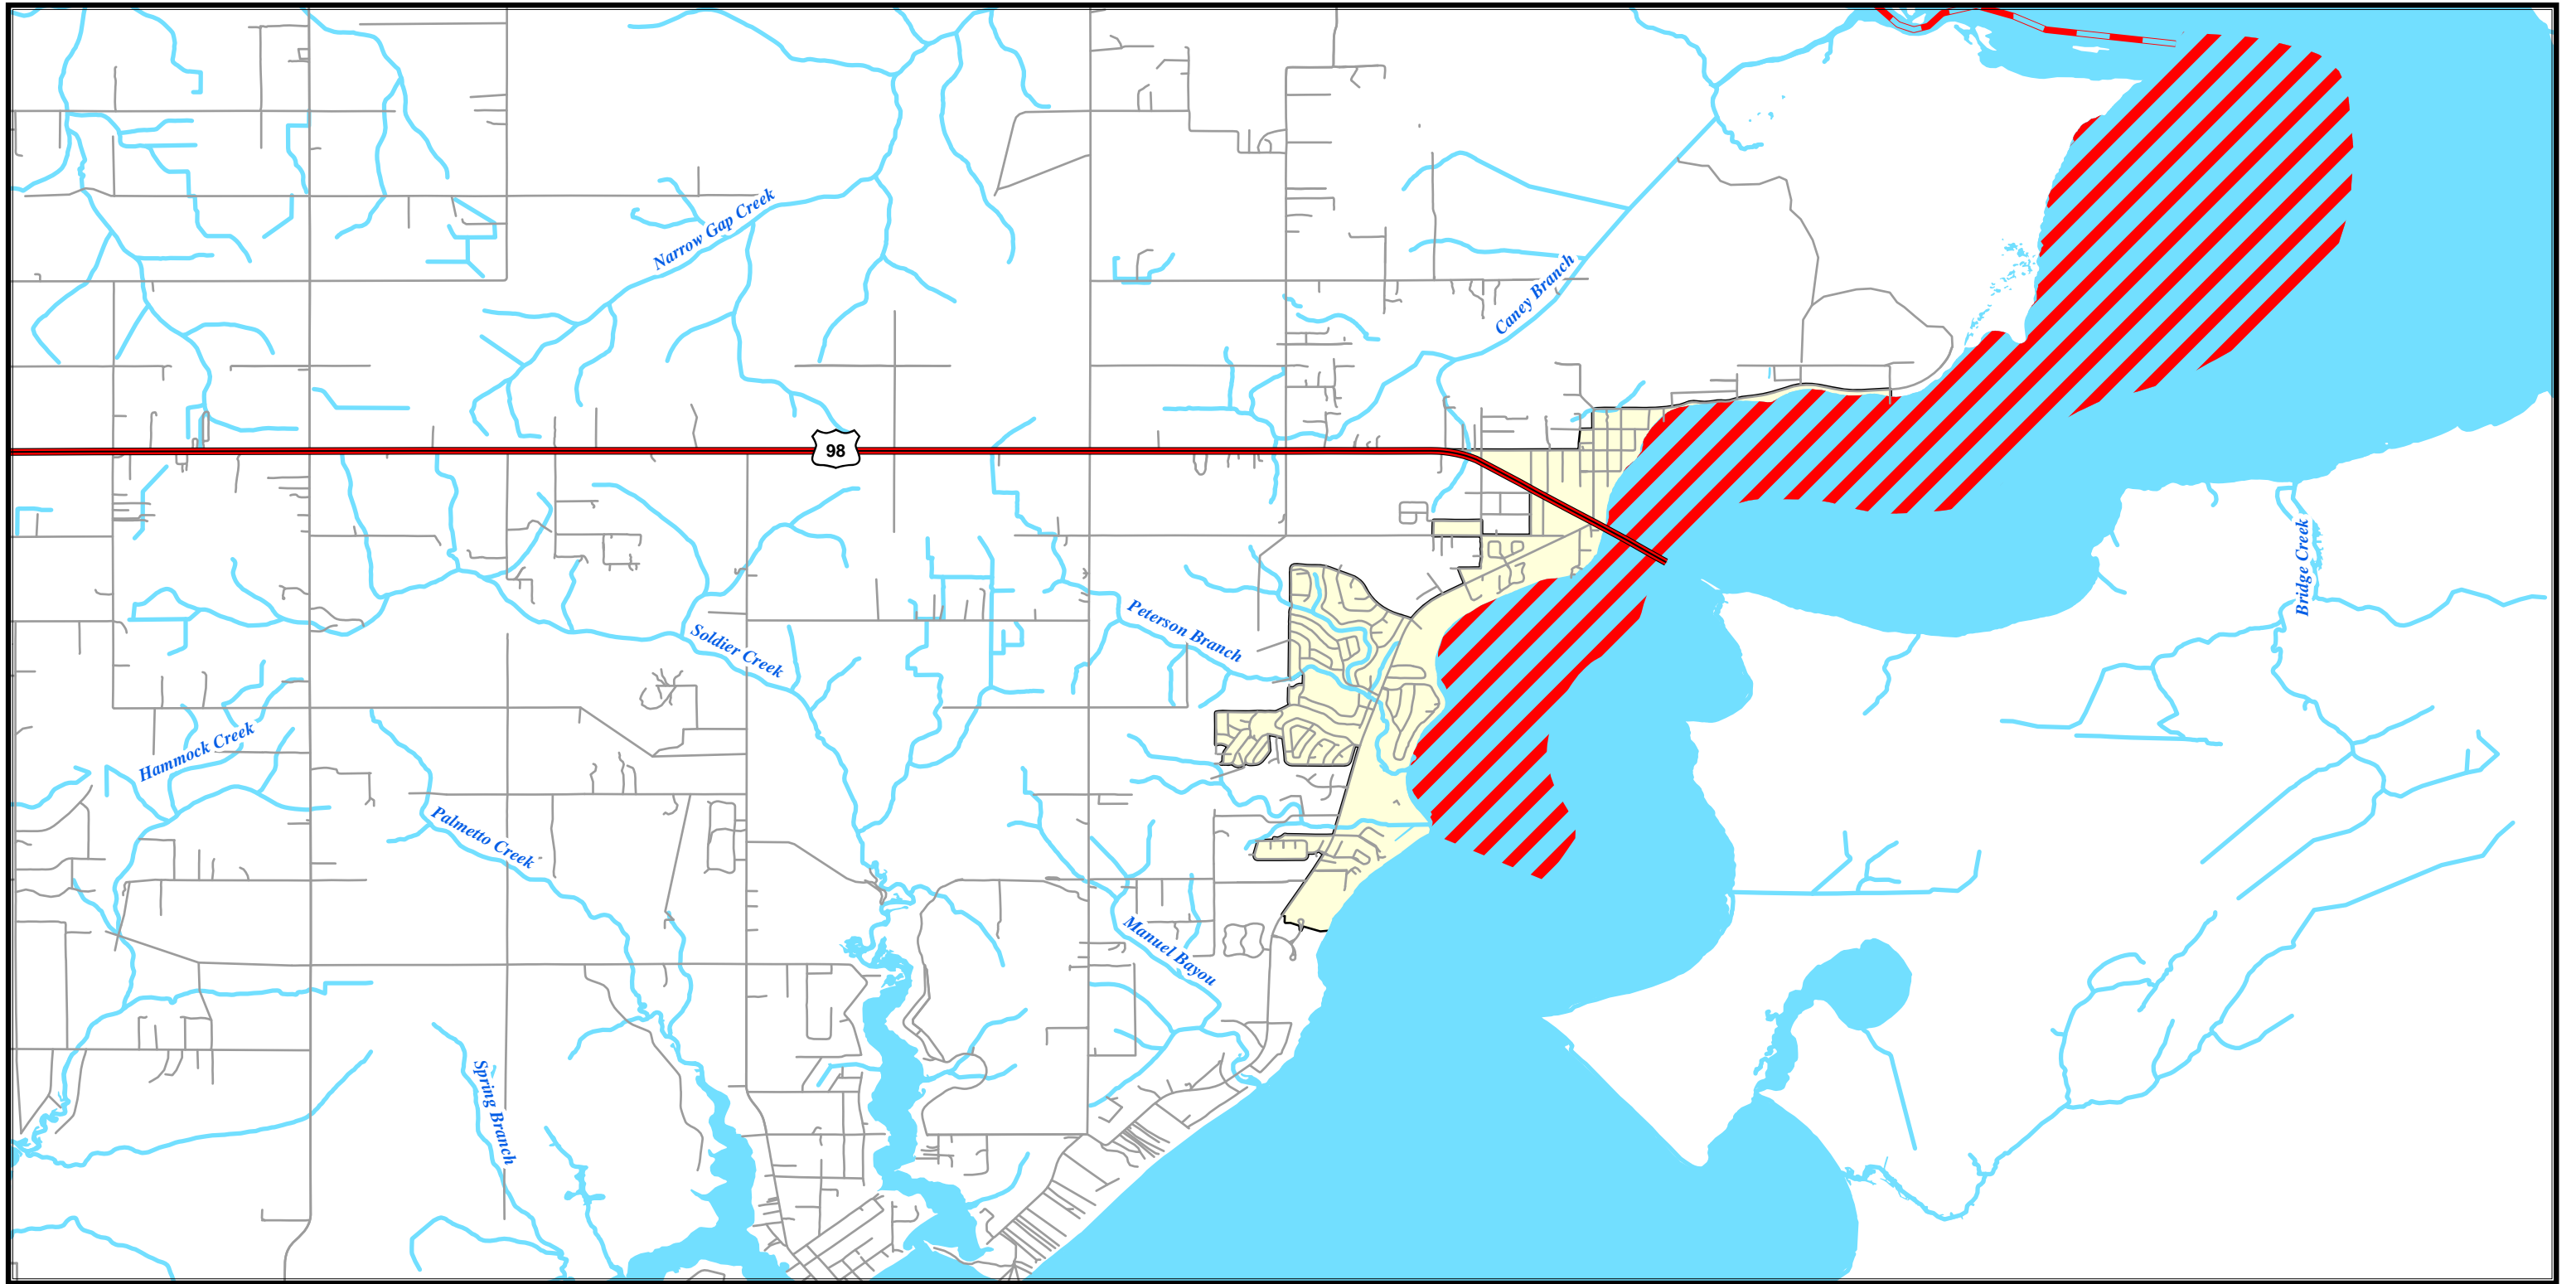 Narrow Gap Creek
Caney Branch
98
Bridge Creek
Peterson Branch
Soldier Creek
Hammock Creek
Palmetto Creek
Manuel Bayou
Spring Branch